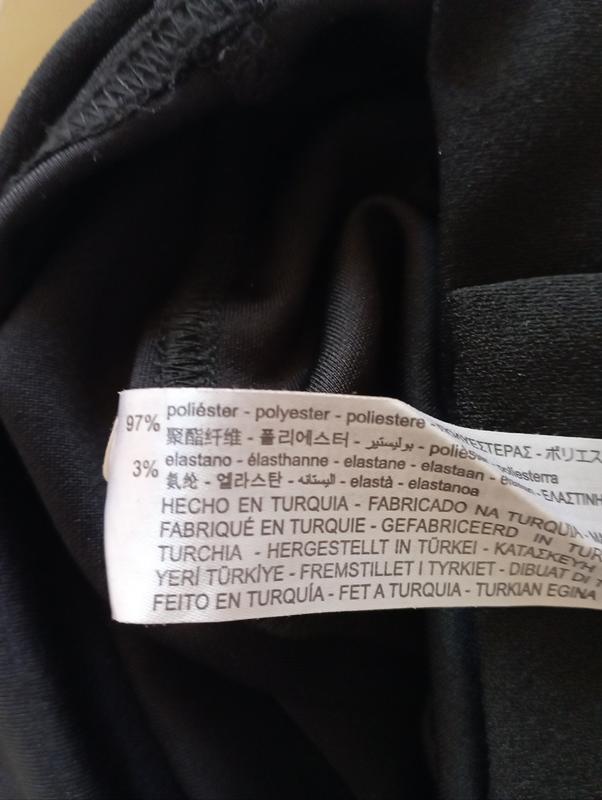 97% poliéster - polyester - poliestere - ΠΟΛΥΕΣΤΕΡΑΣ - ポリエス
聚酯纤维 - 폴리에스터 - بوليستير - polièster
3% elastano - élasthanne - elastane - elastaan - ΕΛΑΣΤΙΝΗ
氨纶 - 엘라스탄 - - elastà - elastanoa
HECHO EN TURQUIA - FABRICADO NA TURQUIA -
FABRIQUÉ EN TURQUIE - GEFABRICEERD IN TUR
TURCHIA - HERGESTELLT IN TÜRKEI - ΚΑΤΑΣΚΕΥΗ
YERİ TÜRKİYE - FREMSTILLET I TYRKIET - DIBUAT DI T
FEITO EN TURQUÍA - FET A TURQUIA - TURKIAN EGINA